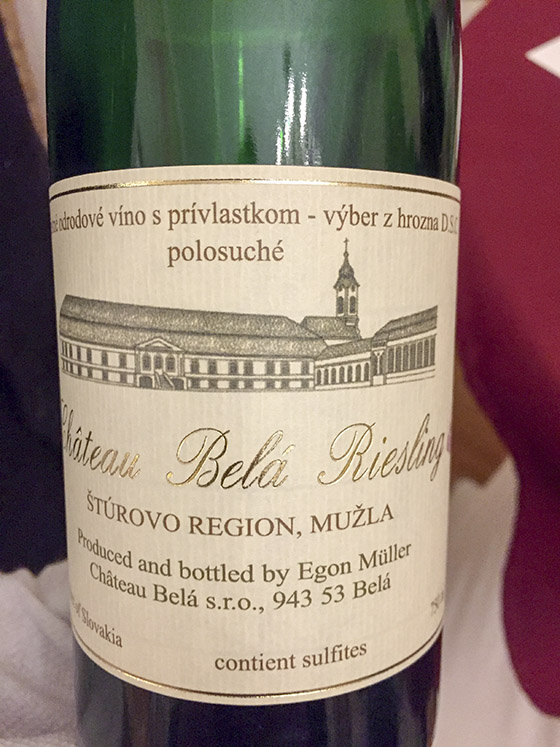 odrodové víno s prívlastkom - výber z hrozna D.S.C.
polosuché
Château Belá Riesling
ŠTÚROVO REGION, MUŽLA
Produced and bottled by Egon Müller
Château Belá s.r.o., 943 53 Belá
of Slovakia
contient sulfites